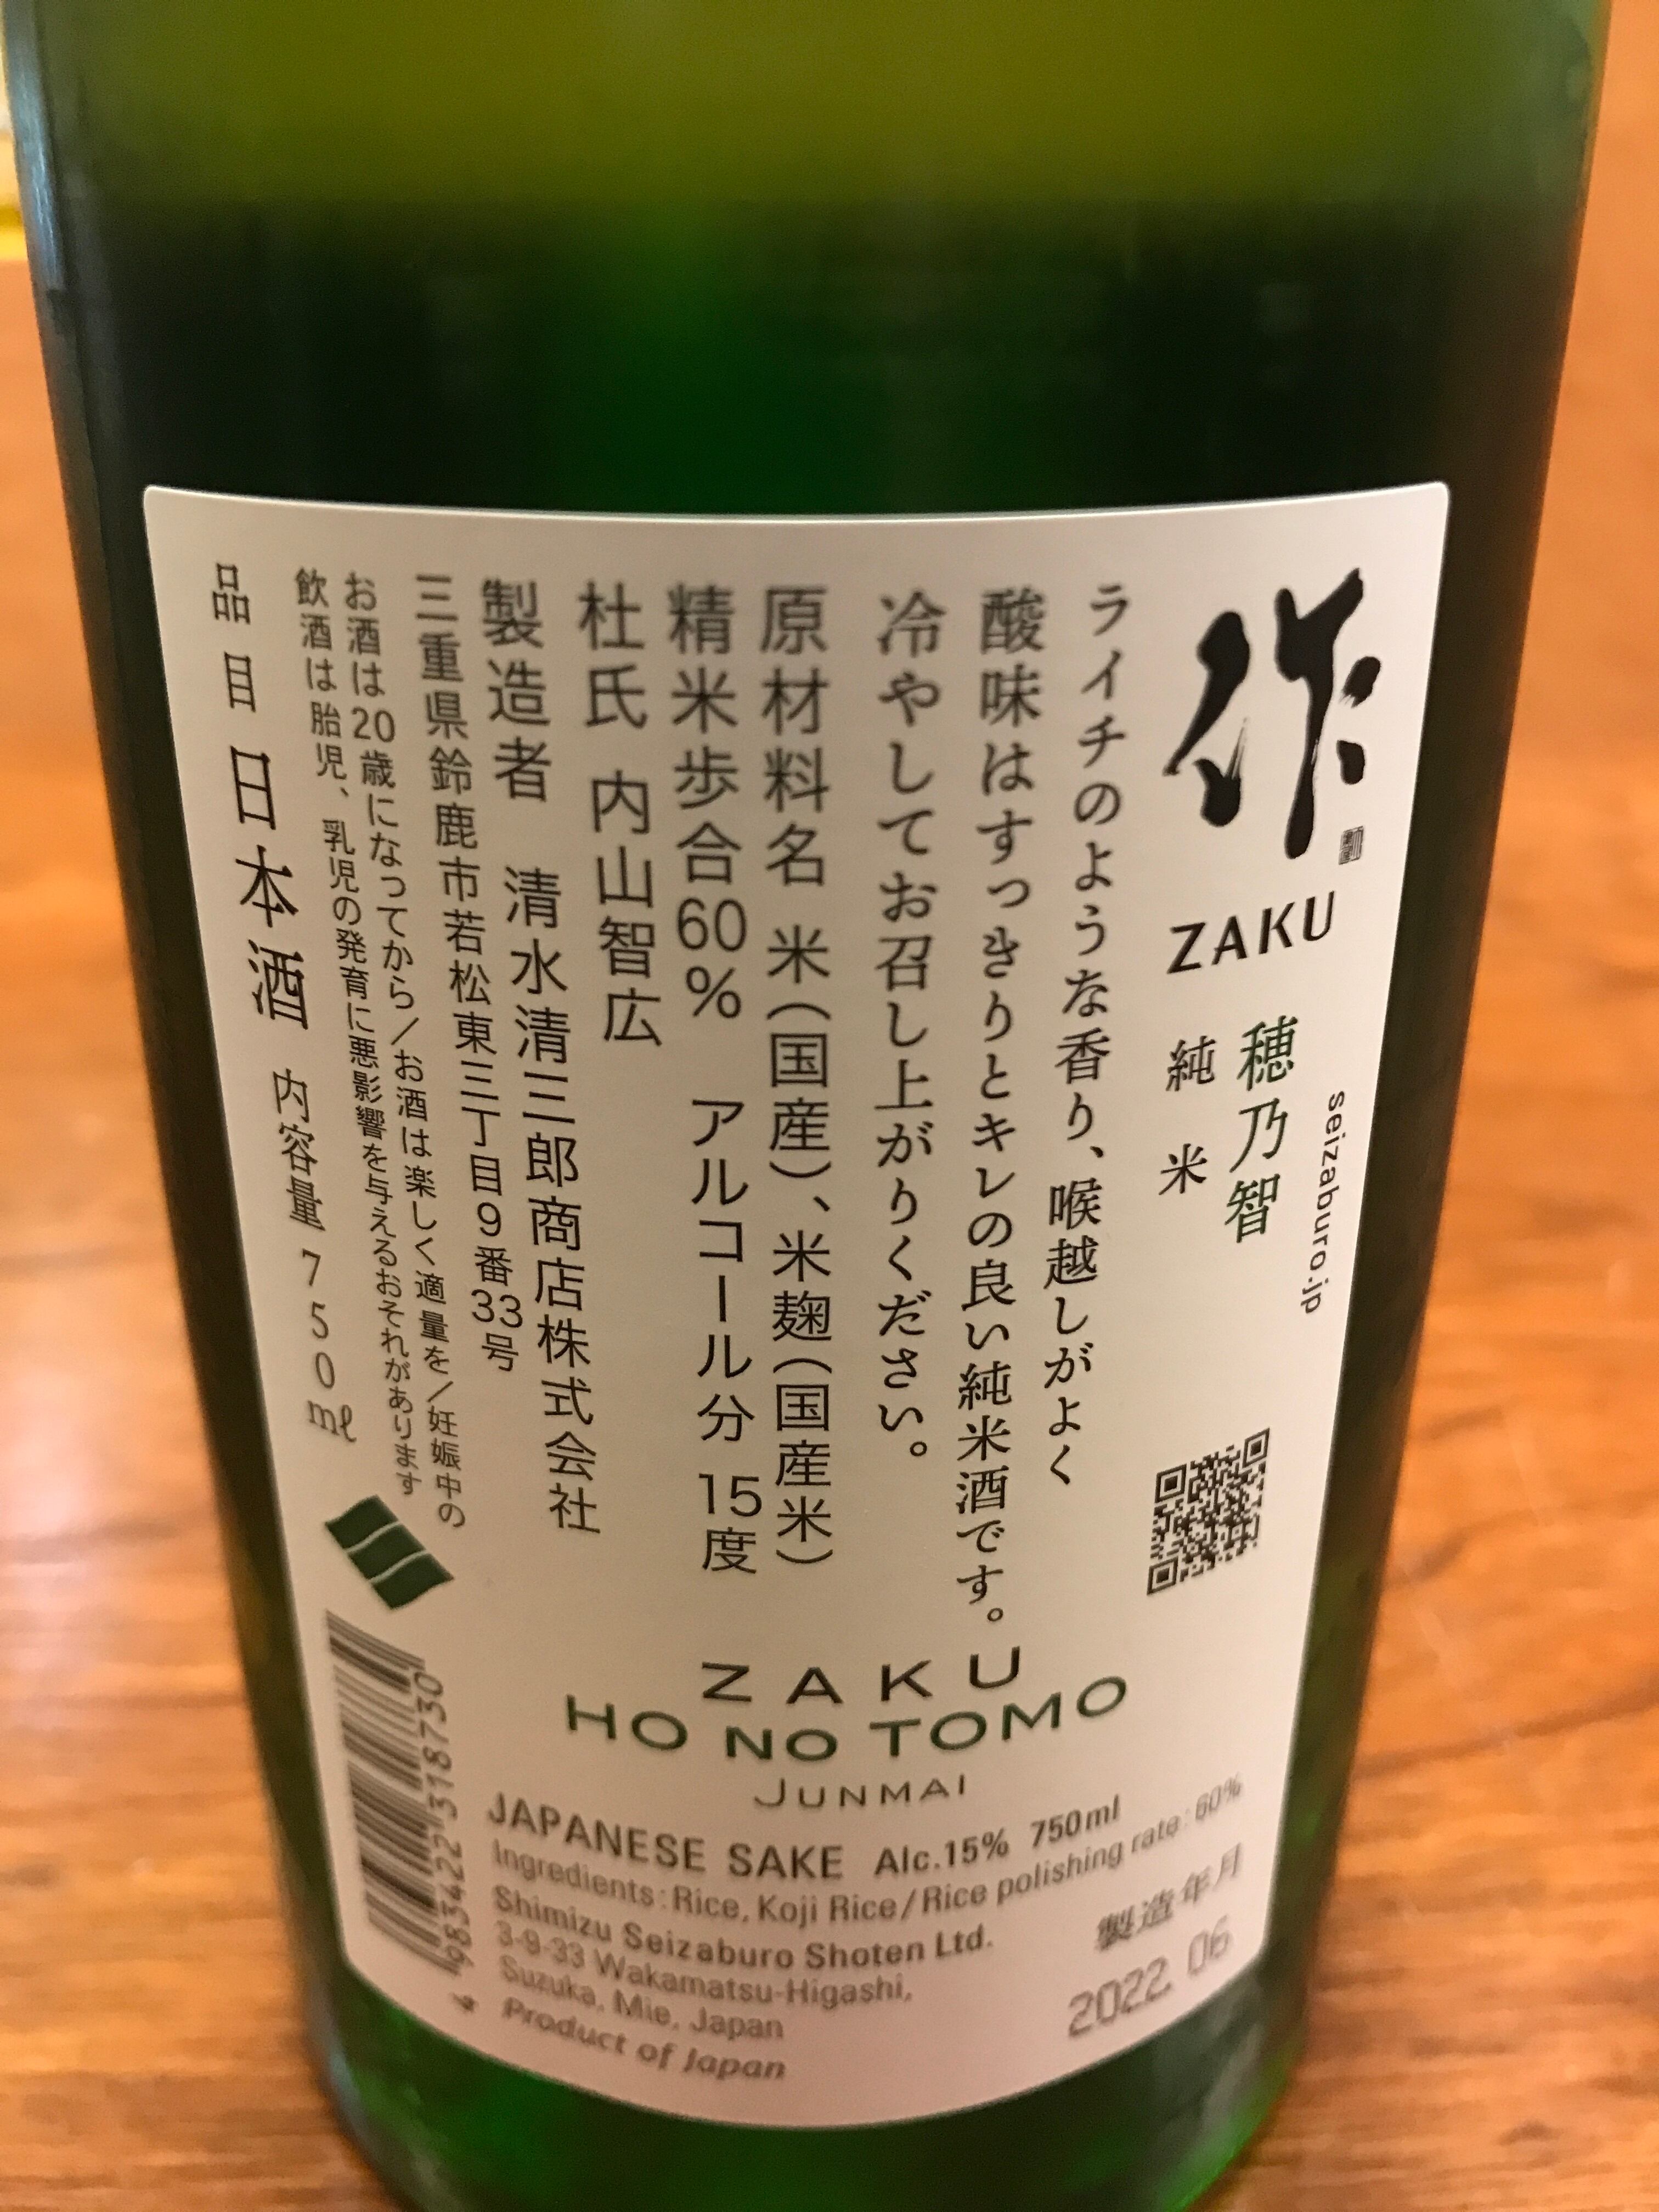 作
ZAKU
seizaburo.jp
穂乃智
純米
ライチのような香り、喉越しがよく
酸味はすっきりとキレの良い純米酒です。
冷やしてお召し上がりください。
原材料名 米(国産)、米麹(国産米)
精米歩合60% アルコール分 15度
杜氏 内山智広
製造者 清水清三郎商店株式会社
三重県鈴鹿市若松東三丁目9番33号
お酒は20歳になってから/お酒は楽しく適量を/妊娠中の
飲酒は胎児、乳児の発育に悪影響を与えるおそれがあります
品目 日本酒 内容量 750ml
ZAKU
HO NO TOMO
JUNMAI
JAPANESE SAKE Alc.15% 750ml
Ingredients:Rice, Koji Rice/Rice polishing rate:60%
Shimizu Seizaburo Shoten Ltd.
3-9-33 Wakamatsu-Higashi,
Suzuka, Mie, Japan
Product of Japan
製造年月
2022.06
4 983422 318730